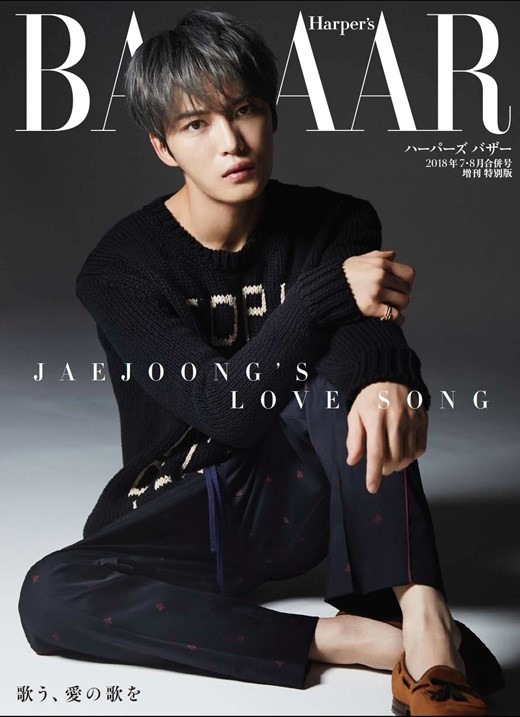 Harper's
BAZAAR
ハーパーズ バザー
2018年7・8月合併号
増刊 特別版
JAEJOONG'S
LOVE SONG
歌う、愛の歌を